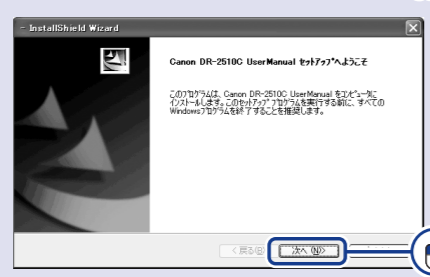 - InstallShield Wizard
Canon DR-2510C UserManual ｾｯﾄｱｯﾌﾟへようこそ
このﾌﾟﾛｸﾞﾗﾑは、Canon DR-2510C UserManual をｺﾝﾋﾟｭｰﾀに
ｲﾝｽﾄｰﾙします。このｾｯﾄｱｯﾌﾟ ﾌﾟﾛｸﾞﾗﾑを実行する前に、すべての
Windowsﾌﾟﾛｸﾞﾗﾑを終了することを推奨します。
< 戻る(B)
次へ (N)>